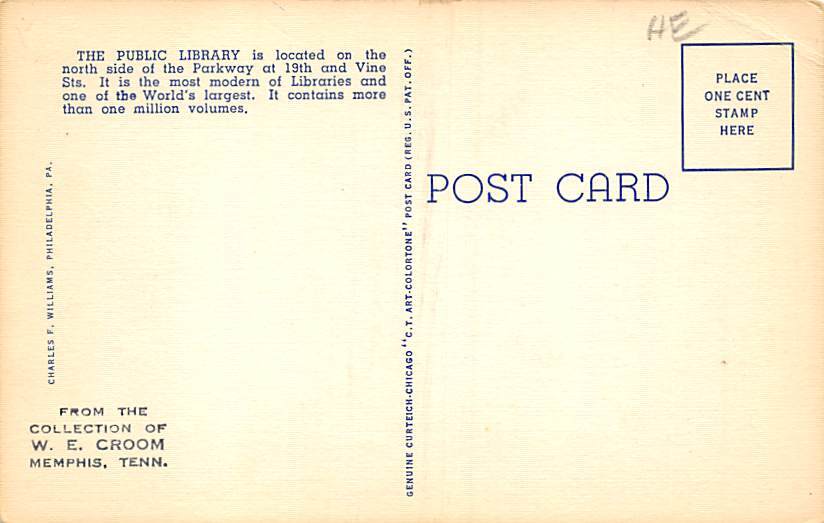 THE PUBLIC LIBRARY is located on the
north side of the Parkway at 19th and Vine
Sts. It is the most modern of Libraries and
one of the World's largest. It contains more
than one million volumes.
CHARLES F. WILLIAMS, PHILADELPHIA, PA.
FROM THE
COLLECTION OF
W. E. CROOM
MEMPHIS, TENN.
GENUINE CURTEICH-CHICAGO "C.T. ART-COLORTONE" POST CARD (REG. U.S. PAT. OFF.)
POST CARD
HE
PLACE
ONE CENT
STAMP
HERE